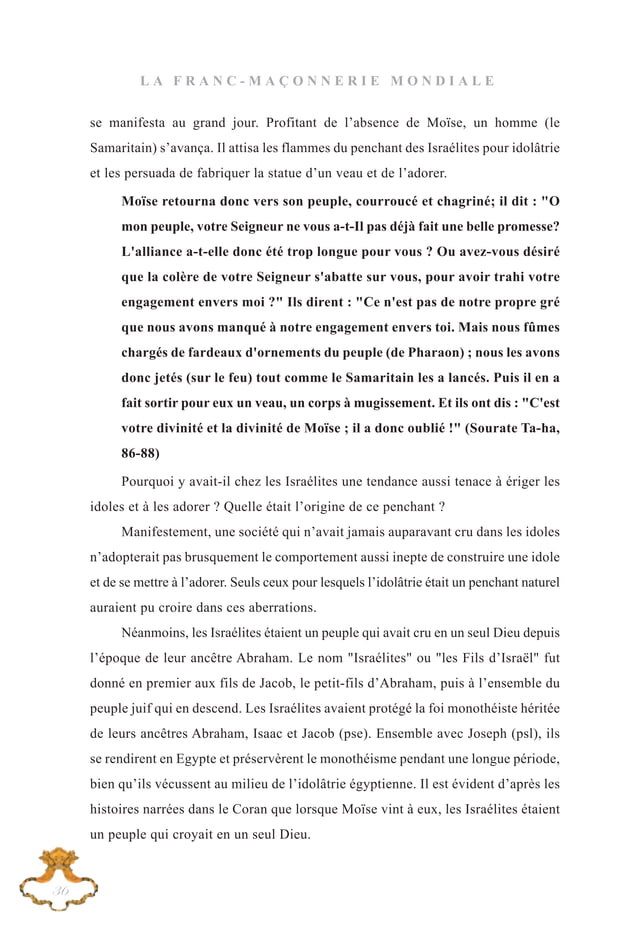 LA FRANC-MAÇONNERIE MONDIALE
se manifesta au grand jour. Profitant de l’absence de Moïse, un homme (le
Samaritain) s’avança. Il attisa les flammes du penchant des Israélites pour idolâtrie
et les persuada de fabriquer la statue d’un veau et de l’adorer.
Moïse retourna donc vers son peuple, courroucé et chagriné; il dit : "O
mon peuple, votre Seigneur ne vous a-t-Il pas déjà fait une belle promesse?
L'alliance a-t-elle donc été trop longue pour vous ? Ou avez-vous désiré
que la colère de votre Seigneur s'abatte sur vous, pour avoir trahi votre
engagement envers moi ?" Ils dirent : "Ce n'est pas de notre propre gré
que nous avons manqué à notre engagement envers toi. Mais nous fûmes
chargés de fardeaux d'ornements du peuple (de Pharaon) ; nous les avons
donc jetés (sur le feu) tout comme le Samaritain les a lancés. Puis il en a
fait sortir pour eux un veau, un corps à mugissement. Et ils ont dis : "C'est
votre divinité et la divinité de Moïse ; il a donc oublié !" (Sourate Ta-ha,
86-88)
Pourquoi y avait-il chez les Israélites une tendance aussi tenace à ériger les
idoles et à les adorer ? Quelle était l’origine de ce penchant ?
Manifestement, une société qui n’avait jamais auparavant cru dans les idoles
n’adopterait pas brusquement le comportement aussi inepte de construire une idole
et de se mettre à l’adorer. Seuls ceux pour lesquels l’idolâtrie était un penchant naturel
auraient pu croire dans ces aberrations.
Néanmoins, les Israélites étaient un peuple qui avait cru en un seul Dieu depuis
l’époque de leur ancêtre Abraham. Le nom "Israélites" ou "les Fils d’Israël" fut
donné en premier aux fils de Jacob, le petit-fils d’Abraham, puis à l’ensemble du
peuple juif qui en descend. Les Israélites avaient protégé la foi monothéiste héritée
de leurs ancêtres Abraham, Isaac et Jacob (pse). Ensemble avec Joseph (psl), ils
se rendirent en Egypte et préservèrent le monothéisme pendant une longue période,
bien qu’ils vécussent au milieu de l’idolâtrie égyptienne. Il est évident d’après les
histoires narrées dans le Coran que lorsque Moïse vint à eux, les Israélites étaient
un peuple qui croyait en un seul Dieu.
36